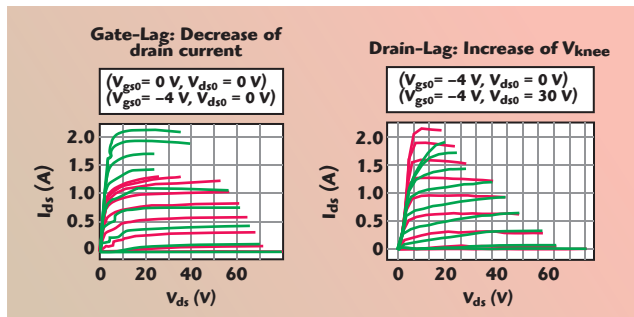 Gate-Lag: Decrease of
drain current
(Vgs0= 0 V, Vds0 = 0 V)
(Vgs0= −4 V, Vds0 = 0 V)
2.0
1.5
1.0
0.5
0
Ids (A)
0 20 40 60
Vds (V)
Drain-Lag: Increase of Vknee
(Vgs0= −4 V, Vds0 = 0 V)
(Vgs0= −4 V, Vds0 = 30 V)
2.0
1.5
1.0
0.5
0
Ids (A)
0 20 40 60
Vds (V)